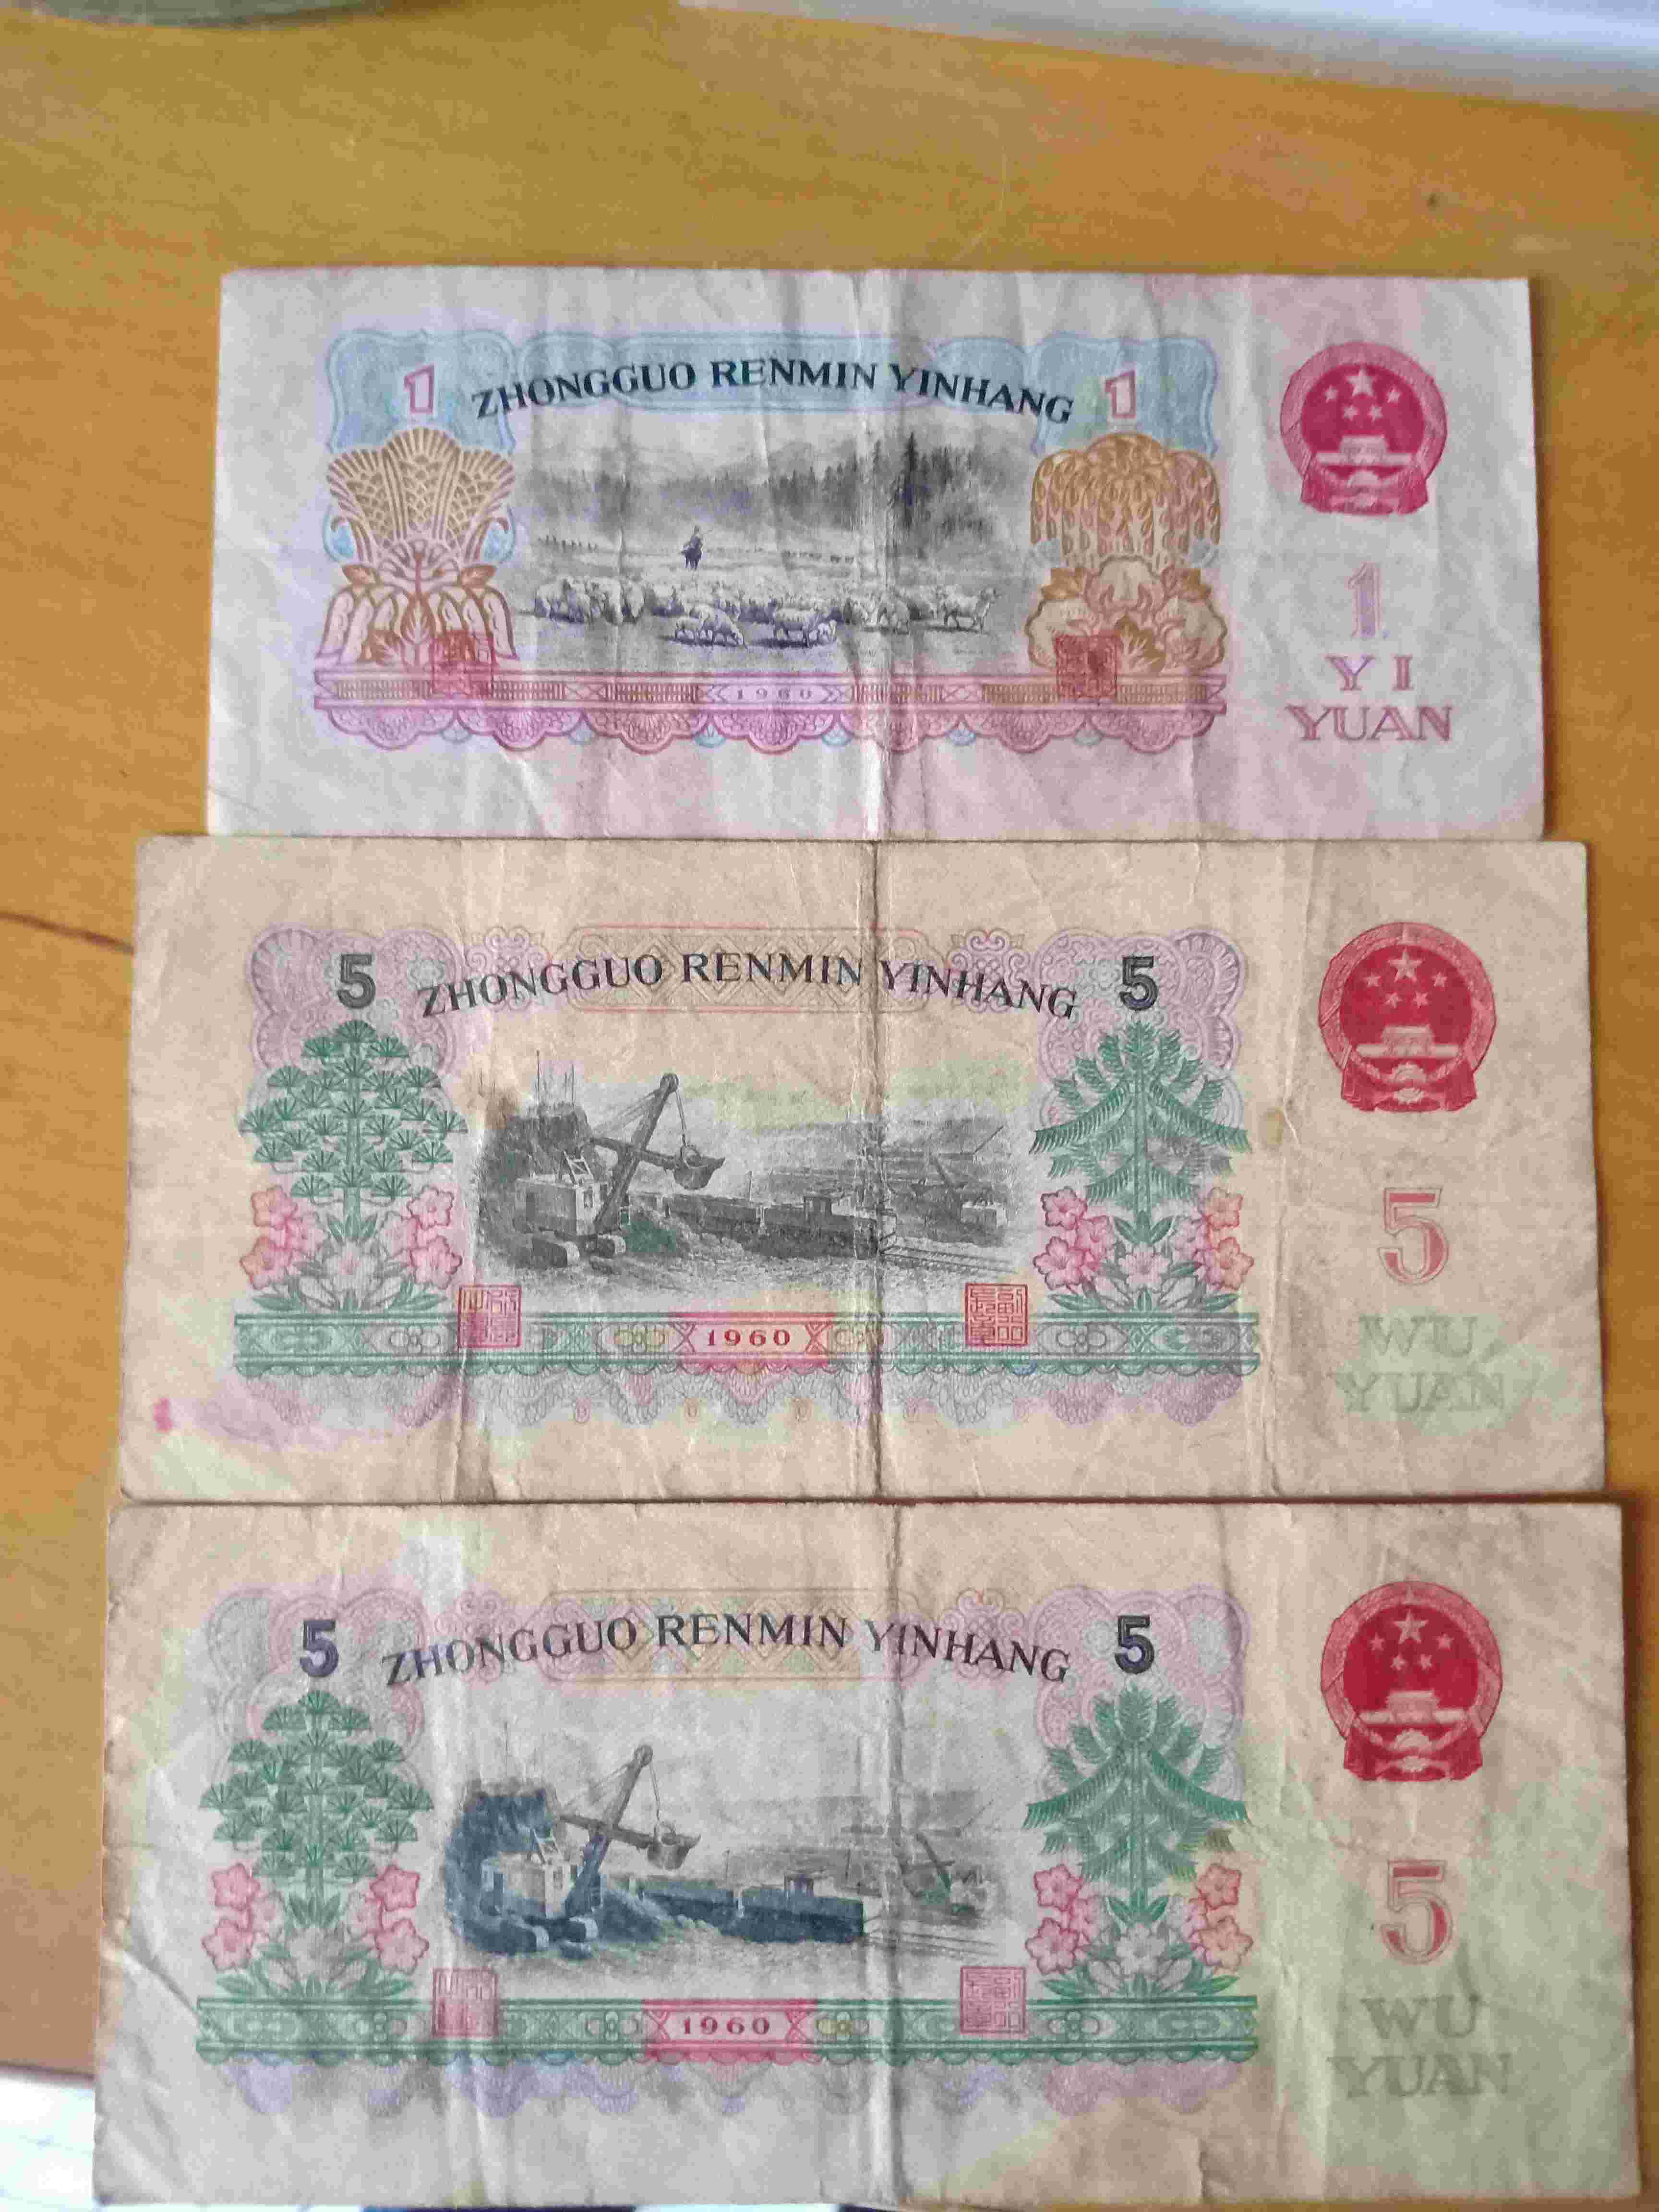 1 ZHONGGUO RENMIN YINHANG 1
1960
1
YI
YUAN
5 ZHONGGUO RENMIN YINHANG 5
1960
5
WU
YUAN
5 ZHONGGUO RENMIN YINHANG 5
1960
5
WU
YUAN